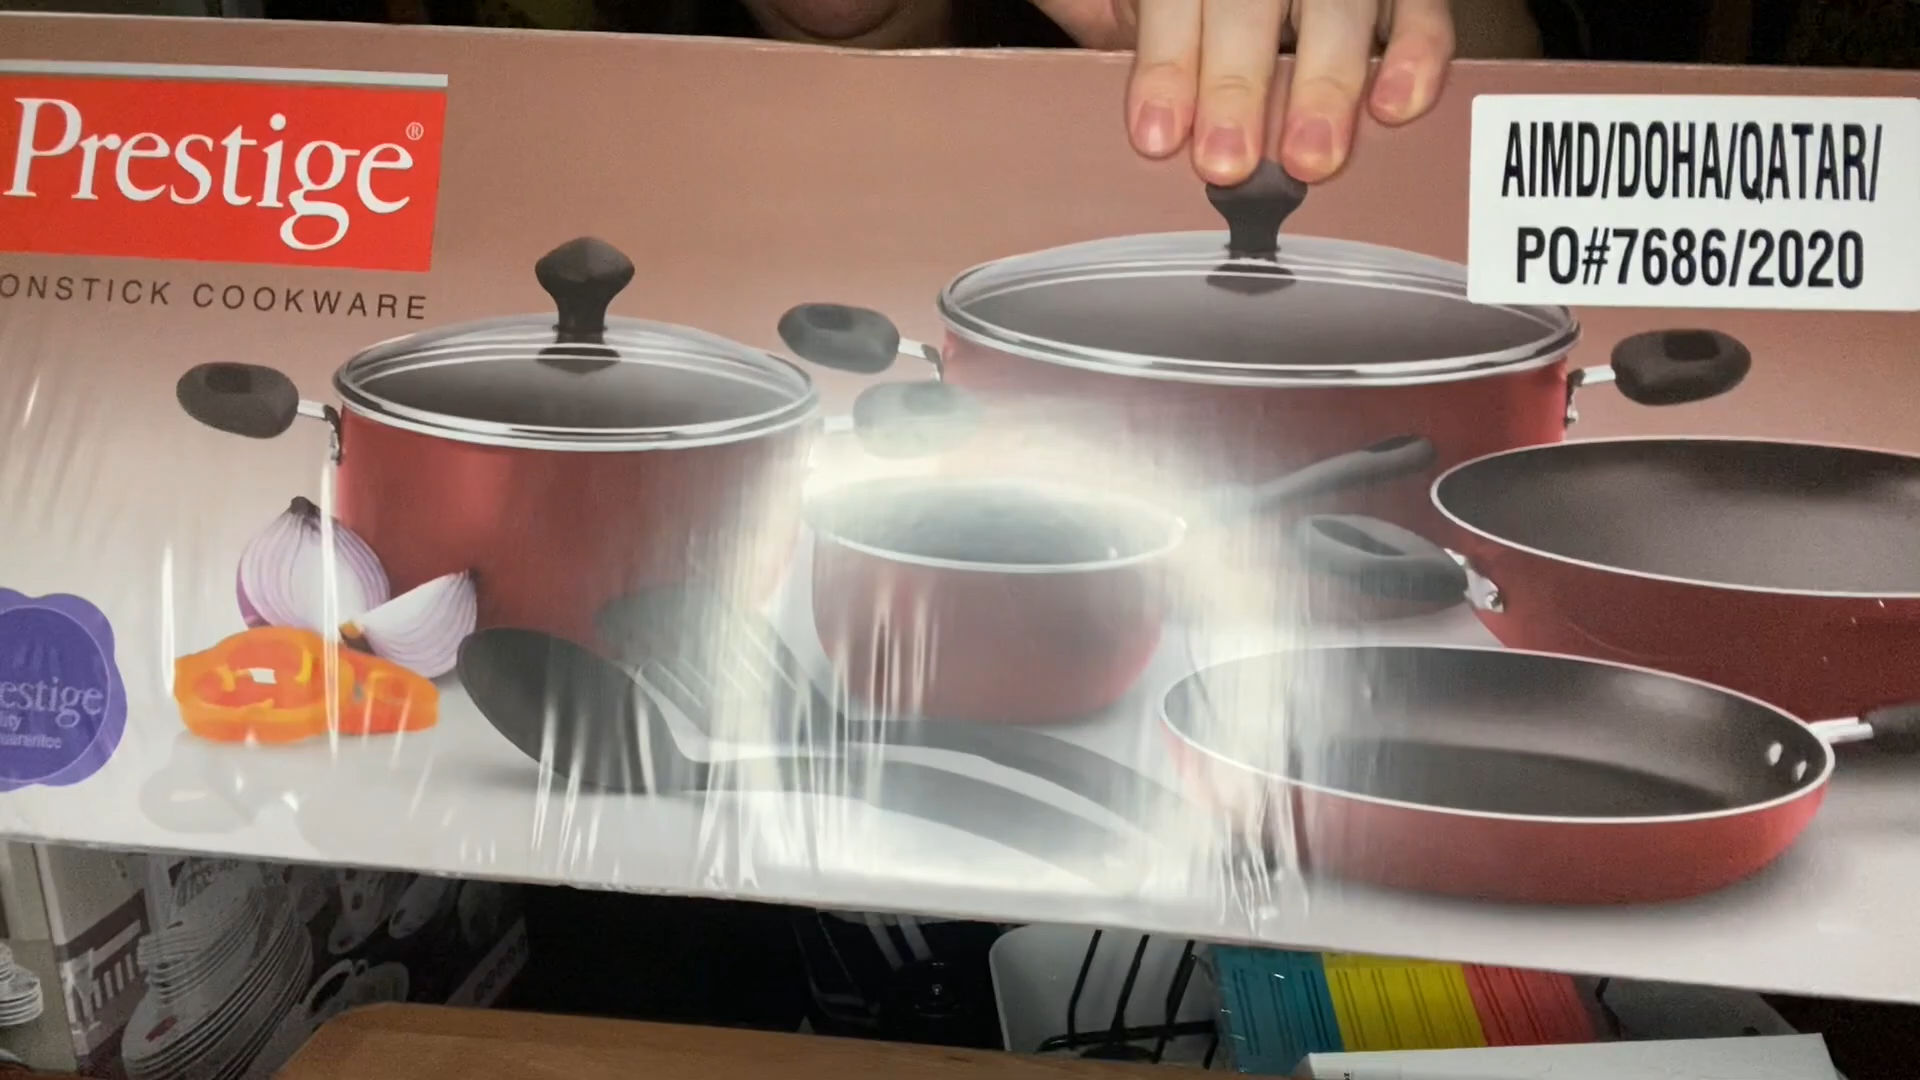 Prestige®
ONSTICK COOKWARE
AIMD/DOHA/QATAR/
PO#7686/2020
estige